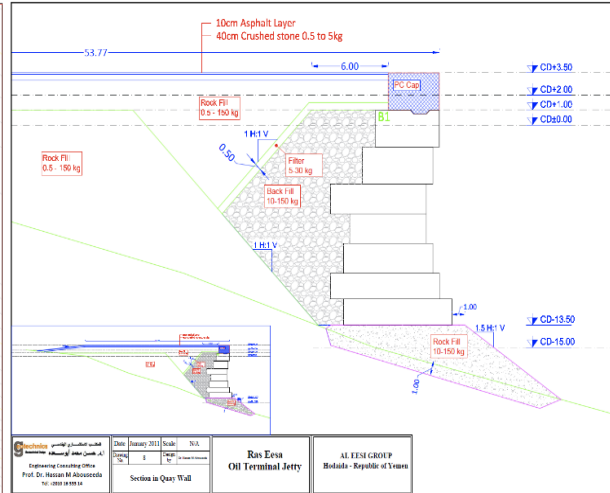 10cm Asphalt Layer
40cm Crushed stone 0.5 to 5kg
53.77
6.00
CD+3.50
PC Cap
CD+2.00
Rock Fill
0.5 - 150 kg
CD+1.00
B1
CD±0.00
1 H:1 V
Rock Fill
0.5 - 150 kg
0.50
Filter
5-30 kg
Back Fill
10-150 kg
1 H:1 V
1.00
CD-13.50
1.5 H:1 V
CD-15.00
Rock Fill
10-150 kg
1.00
technics
Engineering Consulting Office
Prof. Dr. Hassan M Abouseeda
Date January 2011 Scale N/A
Drawing No. 8 Design by
Section in Quay Wall
Ras Eesa
Oil Terminal Jetty
AL EESI GROUP
Hodaida - Republic of Yemen